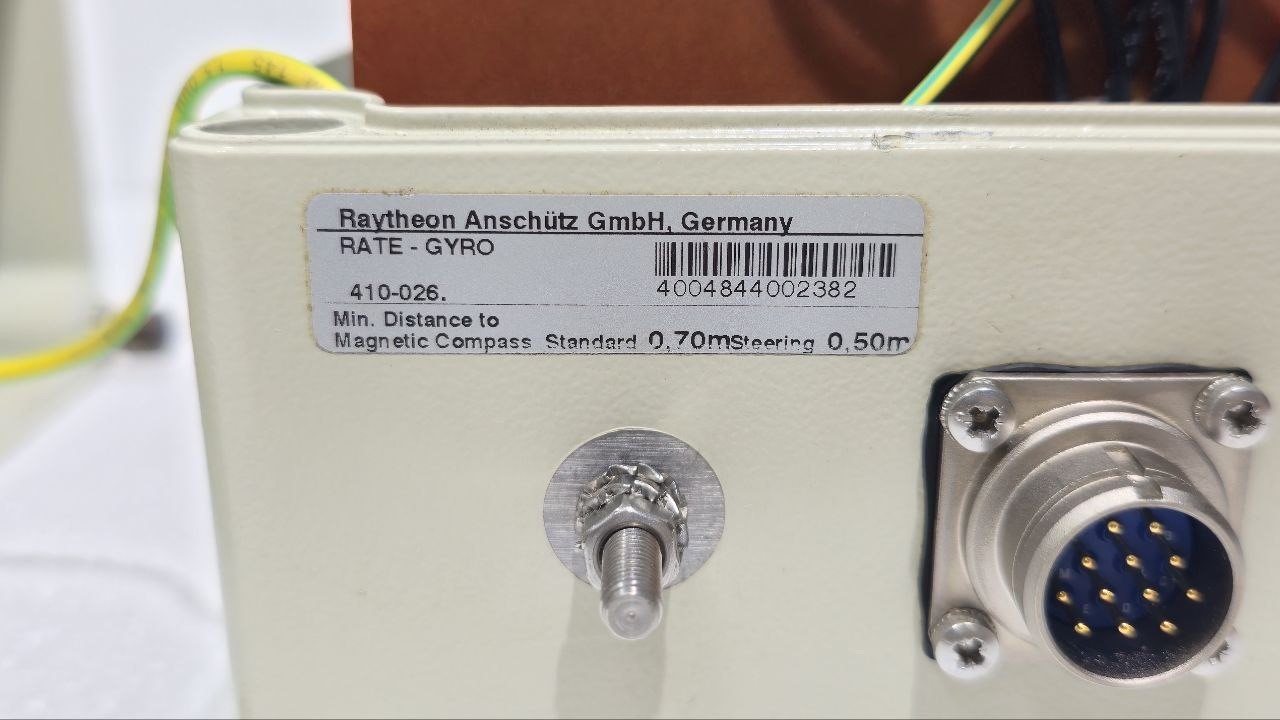 Raytheon Anschütz GmbH, Germany
RATE - GYRO
4004844002382
410-026.
Min. Distance to
Magnetic Compass Standard 0,70m Steering 0,50m